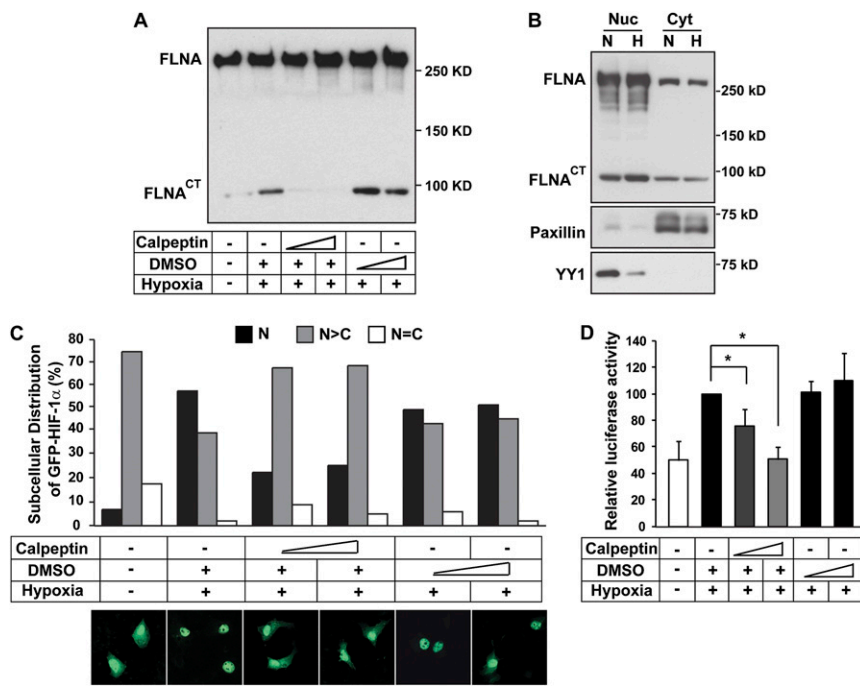 A
FLNA
250 KD
150 KD
FLNA^CT
100 KD
Calpeptin - - - -
DMSO - + + +
Hypoxia - + + + + +
B
Nuc Cyt
N H N H
FLNA
250 kD
150 kD
FLNA^CT
100 kD
Paxillin
75 kD
YY1
75 kD
C
N N>C N=C
Subcellular Distribution of GFP-HIF-1α (%)
80
70
60
50
40
30
20
10
0
Calpeptin - - - -
DMSO - + + +
Hypoxia - + + + + +
D
* *
Relative luciferase activity
140
120
100
80
60
40
20
0
Calpeptin - - - -
DMSO - + + +
Hypoxia - + + + + +